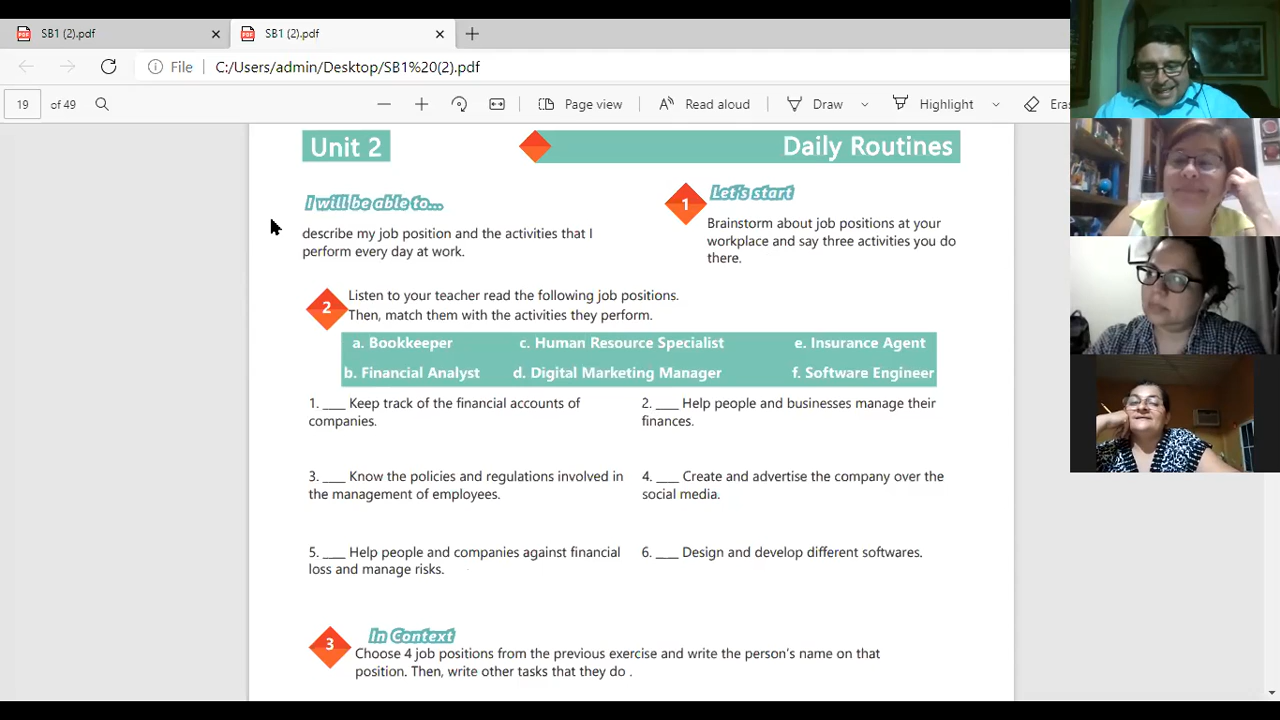 SB1 (2).pdf
SB1 (2).pdf
File
C:/Users/admin/Desktop/SB1%20(2).pdf
19
of 49
Page view
Read aloud
Draw
Highlight
Eras
Unit 2
Daily Routines
I will be able to...
describe my job position and the activities that I
perform every day at work.
1
Let's start
Brainstorm about job positions at your
workplace and say three activities you do
there.
2
Listen to your teacher read the following job positions.
Then, match them with the activities they perform.
a. Bookkeeper c. Human Resource Specialist e. Insurance Agent
b. Financial Analyst d. Digital Marketing Manager f. Software Engineer
1. ____ Keep track of the financial accounts of
companies.
2. ____ Help people and businesses manage their
finances.
3. ____ Know the policies and regulations involved in
the management of employees.
4. ____ Create and advertise the company over the
social media.
5. ____ Help people and companies against financial
loss and manage risks.
6. ____ Design and develop different softwares.
3
In Context
Choose 4 job positions from the previous exercise and write the person's name on that
position. Then, write other tasks that they do .